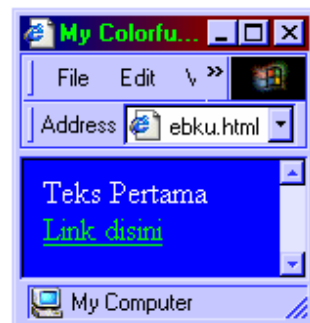 My Colorfu...
File Edit V »
Address ebku.html
Teks Pertama
Link disini
My Computer